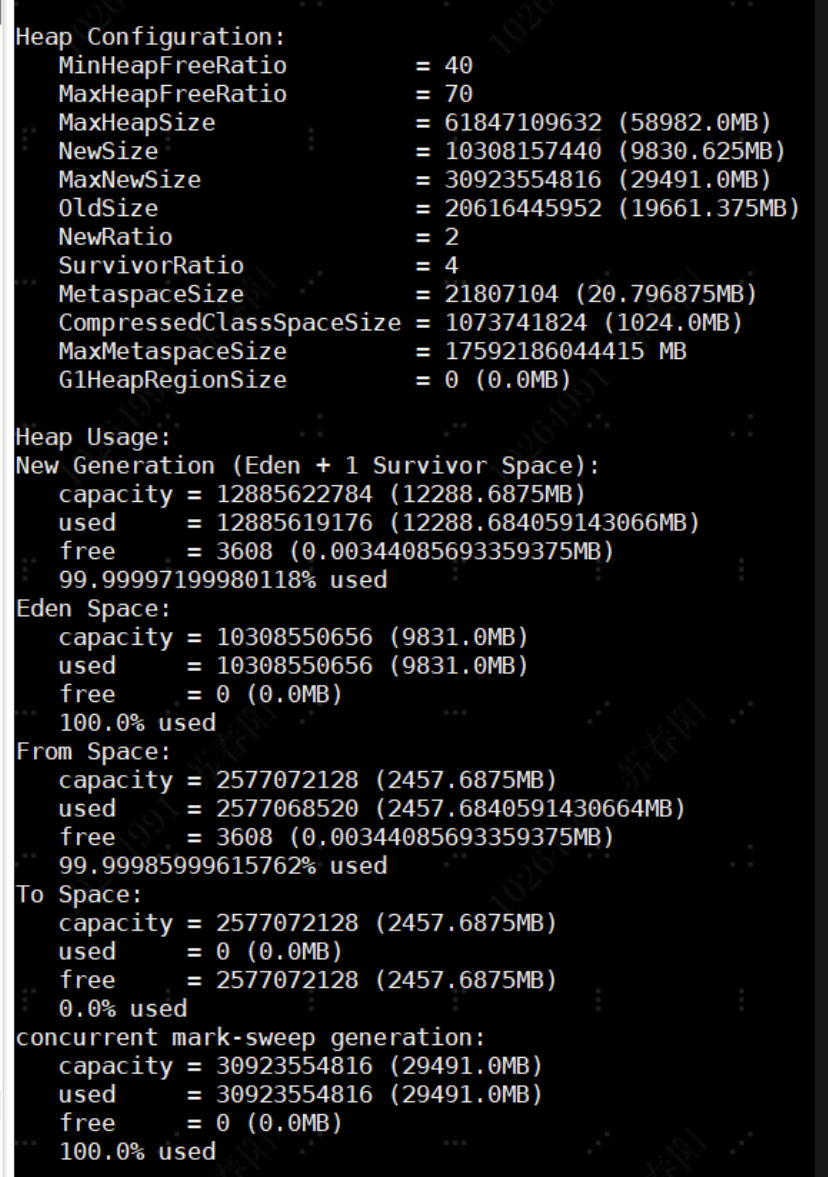 Heap Configuration:
   MinHeapFreeRatio         = 40
   MaxHeapFreeRatio         = 70
   MaxHeapSize              = 61847109632 (58982.0MB)
   NewSize                  = 10308157440 (9830.625MB)
   MaxNewSize               = 30923554816 (29491.0MB)
   OldSize                  = 20616445952 (19661.375MB)
   NewRatio                 = 2
   SurvivorRatio            = 4
   MetaspaceSize            = 21807104 (20.796875MB)
   CompressedClassSpaceSize = 1073741824 (1024.0MB)
   MaxMetaspaceSize         = 17592186044415 MB
   G1HeapRegionSize         = 0 (0.0MB)

Heap Usage:
New Generation (Eden + 1 Survivor Space):
   capacity = 12885622784 (12288.6875MB)
   used     = 12885619176 (12288.684059143066MB)
   free     = 3608 (0.00344085693359375MB)
   99.99997199980118% used
Eden Space:
   capacity = 10308550656 (9831.0MB)
   used     = 10308550656 (9831.0MB)
   free     = 0 (0.0MB)
   100.0% used
From Space:
   capacity = 2577072128 (2457.6875MB)
   used     = 2577068520 (2457.6840591430664MB)
   free     = 3608 (0.00344085693359375MB)
   99.99985999615762% used
To Space:
   capacity = 2577072128 (2457.6875MB)
   used     = 0 (0.0MB)
   free     = 2577072128 (2457.6875MB)
   0.0% used
concurrent mark-sweep generation:
   capacity = 30923554816 (29491.0MB)
   used     = 30923554816 (29491.0MB)
   free     = 0 (0.0MB)
   100.0% used